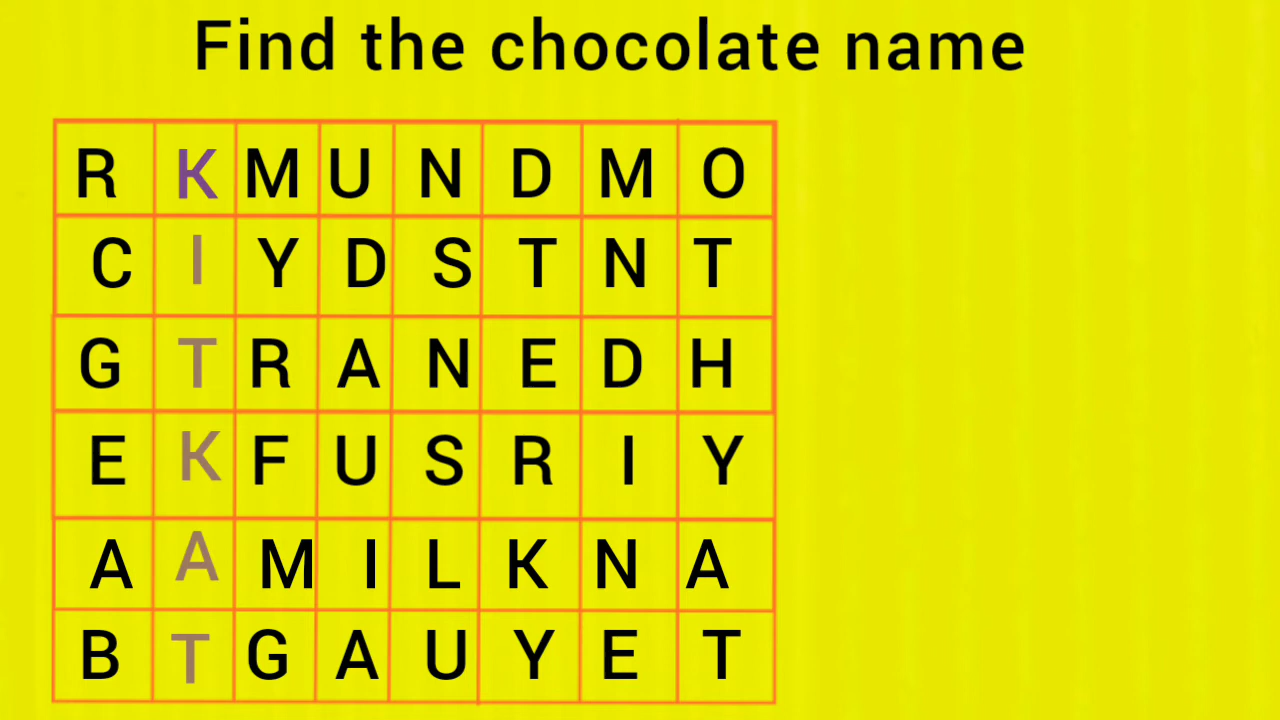 Find the chocolate name
R K M U N D M O
C I Y D S T N T
G T R A N E D H
E K F U S R I Y
A A M I L K N A
B T G A U Y E T